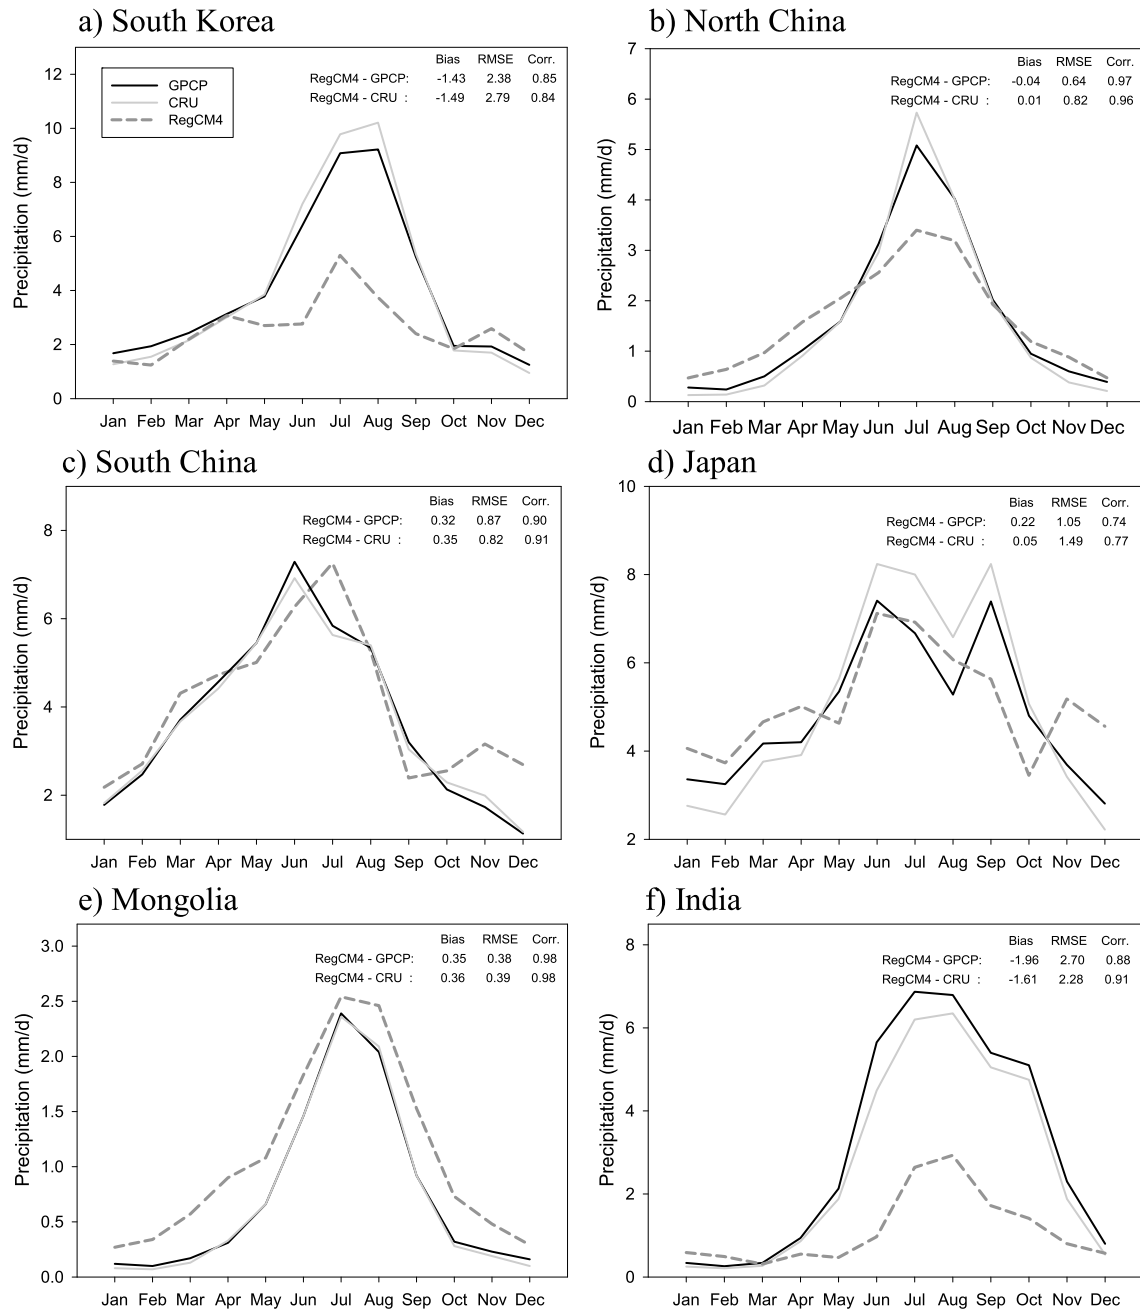 a) South Korea
Bias RMSE Corr.
RegCM4 - GPCP: -1.43 2.38 0.85
RegCM4 - CRU : -1.49 2.79 0.84
GPCP
CRU
RegCM4
Precipitation (mm/d)
12
10
8
6
4
2
0
Jan Feb Mar Apr May Jun Jul Aug Sep Oct Nov Dec
b) North China
Bias RMSE Corr.
RegCM4 - GPCP: -0.04 0.64 0.97
RegCM4 - CRU : 0.01 0.82 0.96
Precipitation (mm/d)
7
6
5
4
3
2
1
0
Jan Feb Mar Apr May Jun Jul Aug Sep Oct Nov Dec
c) South China
Bias RMSE Corr.
RegCM4 - GPCP: 0.32 0.87 0.90
RegCM4 - CRU : 0.35 0.82 0.91
Precipitation (mm/d)
8
6
4
2
Jan Feb Mar Apr May Jun Jul Aug Sep Oct Nov Dec
d) Japan
Bias RMSE Corr.
RegCM4 - GPCP: 0.22 1.05 0.74
RegCM4 - CRU : 0.05 1.49 0.77
Precipitation (mm/d)
10
8
6
4
2
Jan Feb Mar Apr May Jun Jul Aug Sep Oct Nov Dec
e) Mongolia
Bias RMSE Corr.
RegCM4 - GPCP: 0.35 0.38 0.98
RegCM4 - CRU : 0.36 0.39 0.98
Precipitation (mm/d)
3.0
2.5
2.0
1.5
1.0
0.5
0.0
Jan Feb Mar Apr May Jun Jul Aug Sep Oct Nov Dec
f) India
Bias RMSE Corr.
RegCM4 - GPCP: -1.96 2.70 0.88
RegCM4 - CRU : -1.61 2.28 0.91
Precipitation (mm/d)
8
6
4
2
0
Jan Feb Mar Apr May Jun Jul Aug Sep Oct Nov Dec